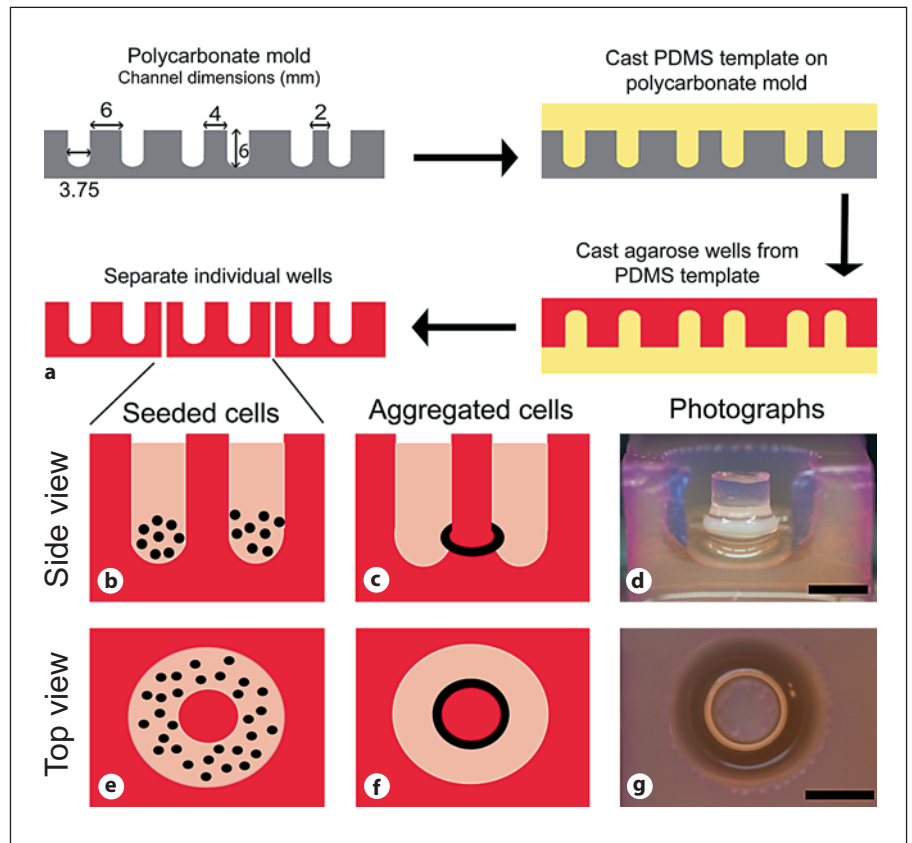 Polycarbonate mold
Channel dimensions (mm)
6
4
2
6
3.75
Cast PDMS template on
polycarbonate mold
Separate individual wells
Cast agarose wells from
PDMS template
a
Seeded cells
Aggregated cells
Photographs
Side view
b
c
d
Top view
e
f
g